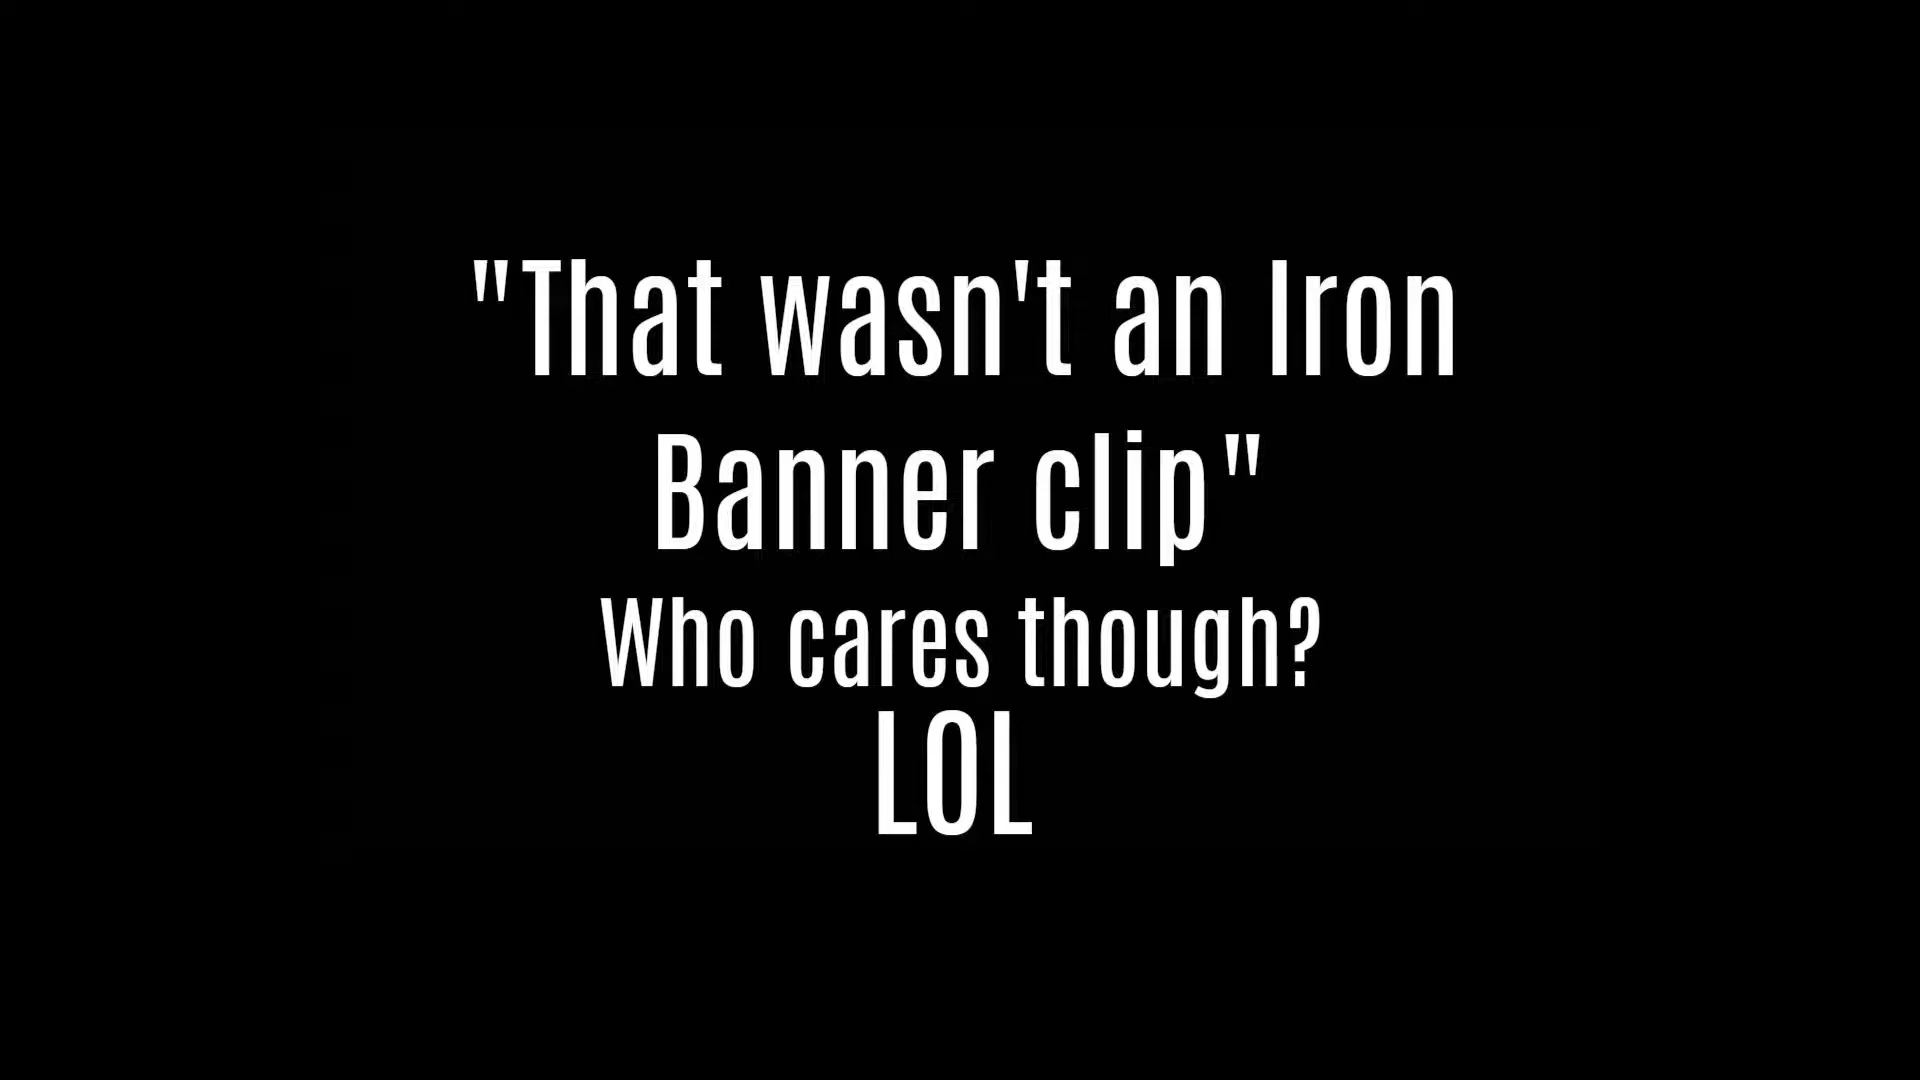 "That wasn't an Iron
Banner clip"
Who cares though?
LOL